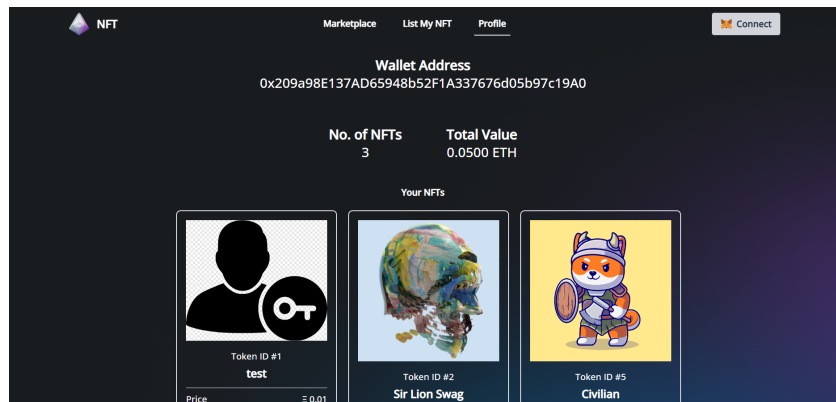 NFT Marketplace List My NFT Profile Connect
Wallet Address
0x209a98E137AD65948b52F1A337676d05b97c19A0
No. of NFTs Total Value
3 0.0500 ETH
Your NFTs
Token ID #1
test
Price Ξ 0.01
Token ID #2
Sir Lion Swag
Token ID #5
Civilian